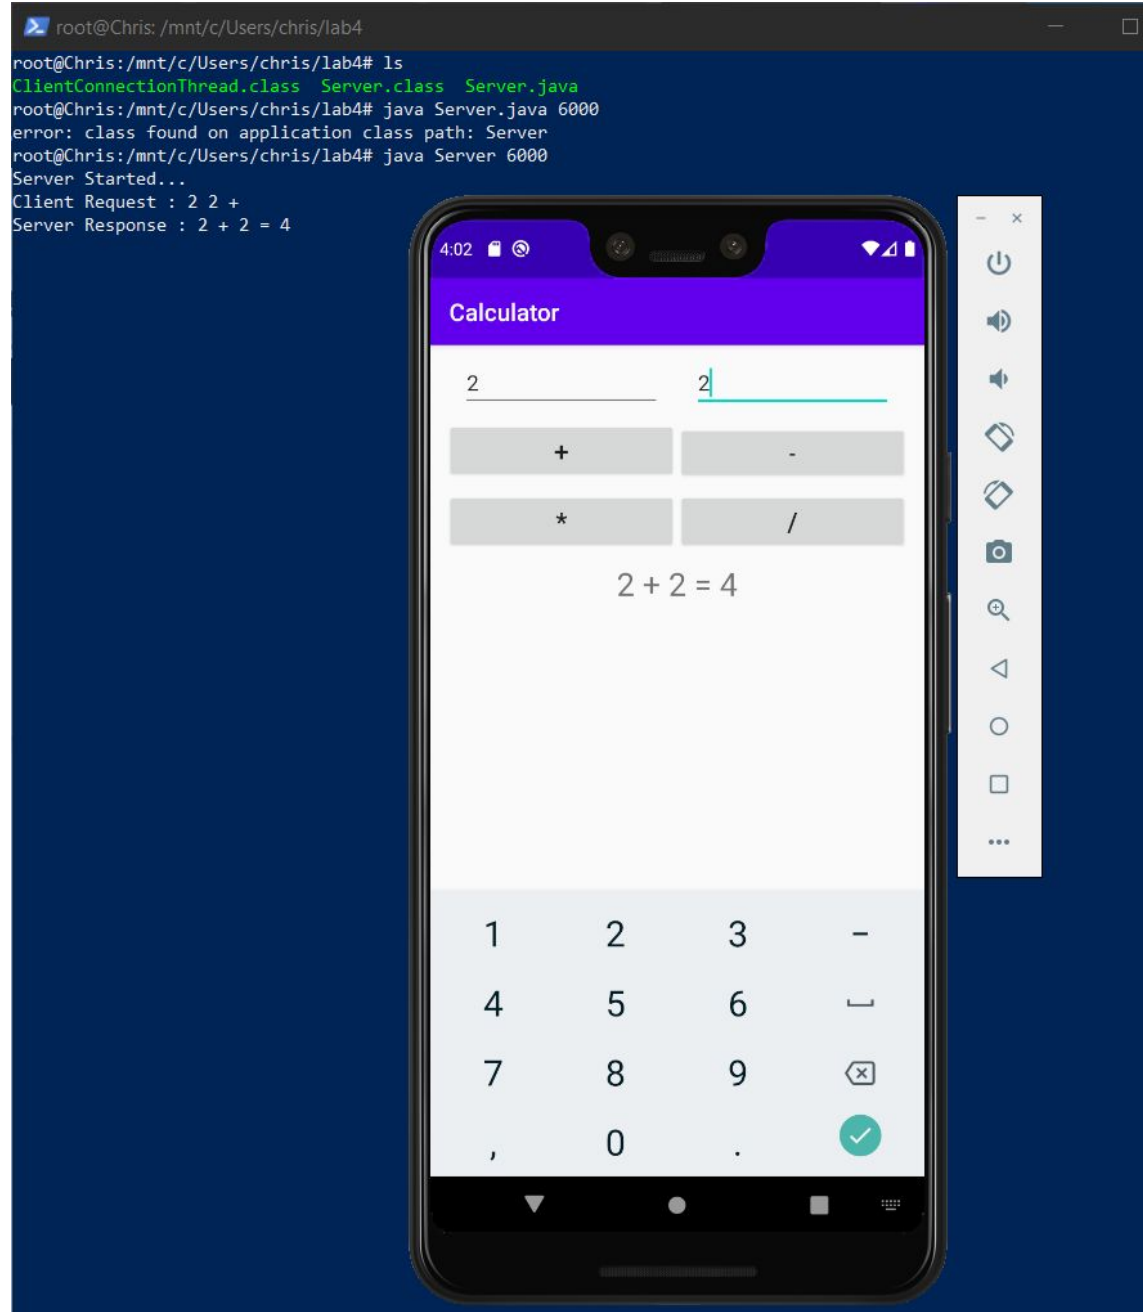 root@Chris: /mnt/c/Users/chris/lab4
root@Chris:/mnt/c/Users/chris/lab4# ls
ClientConnectionThread.class  Server.class  Server.java
root@Chris:/mnt/c/Users/chris/lab4# java Server.java 6000
error: class found on application class path: Server
root@Chris:/mnt/c/Users/chris/lab4# java Server 6000
Server Started...
Client Request : 2 2 +
Server Response : 2 + 2 = 4
4:02
Calculator
2 2
+ -
* /
2 + 2 = 4
1 2 3 −
4 5 6
7 8 9
, 0 .